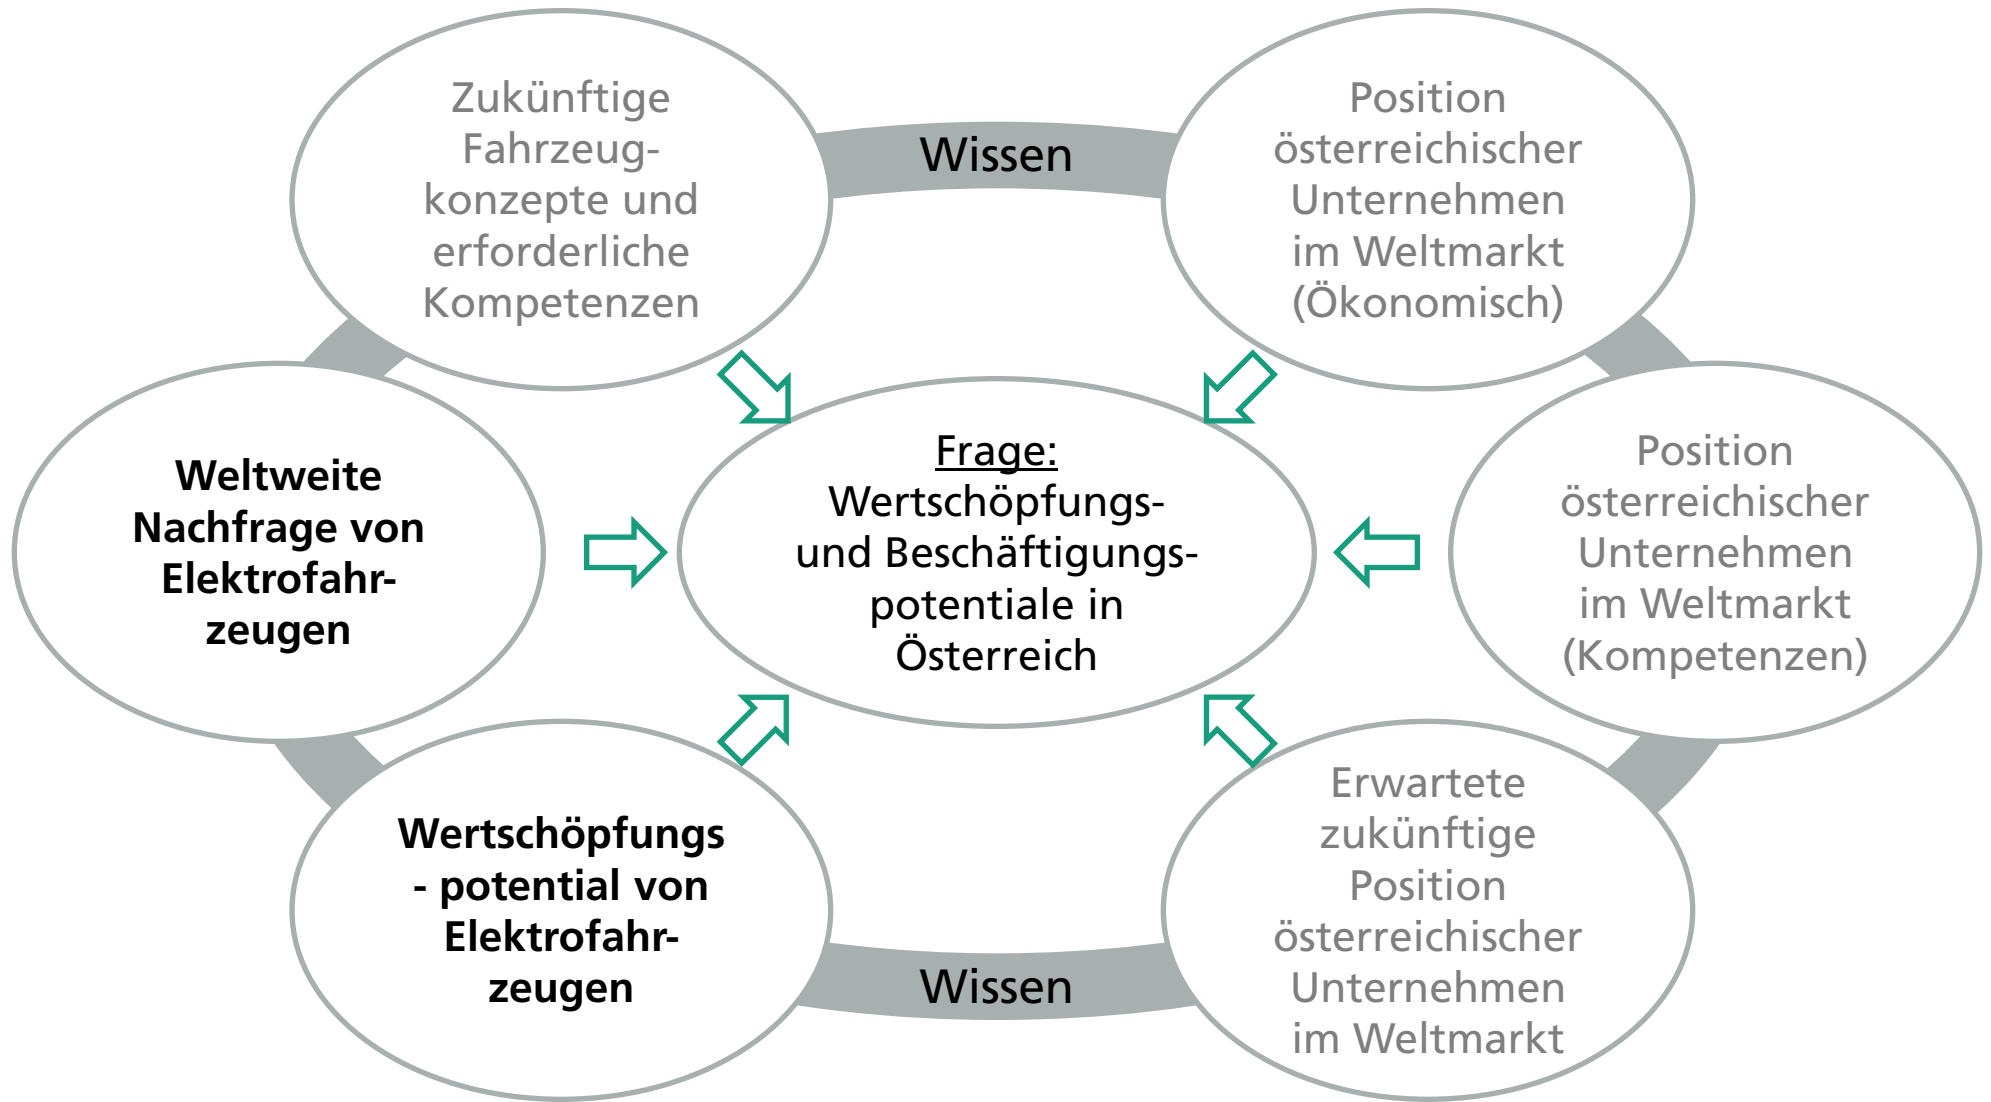 Zukünftige
Fahrzeug-
konzepte und
erforderliche
Kompetenzen
Wissen
Position
österreichischer
Unternehmen
im Weltmarkt
(Ökonomisch)
Weltweite
Nachfrage von
Elektrofahr-
zeugen
Frage:
Wertschöpfungs-
und Beschäftigungs-
potentiale in
Österreich
Position
österreichischer
Unternehmen
im Weltmarkt
(Kompetenzen)
Wertschöpfungs
- potential von
Elektrofahr-
zeugen
Wissen
Erwartete
zukünftige
Position
österreichischer
Unternehmen
im Weltmarkt